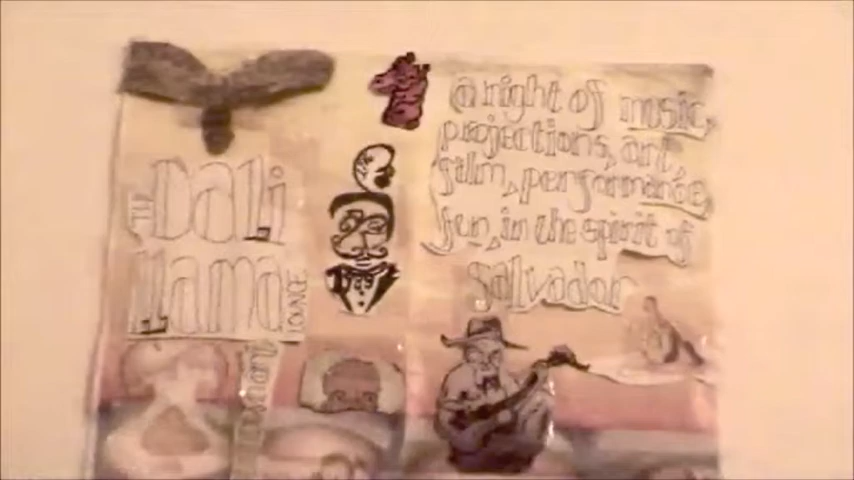 THE
Dali
llama
LOUNGE
a night of music,
projections, art,
film, performance,
fun, in the spirit of
salvador